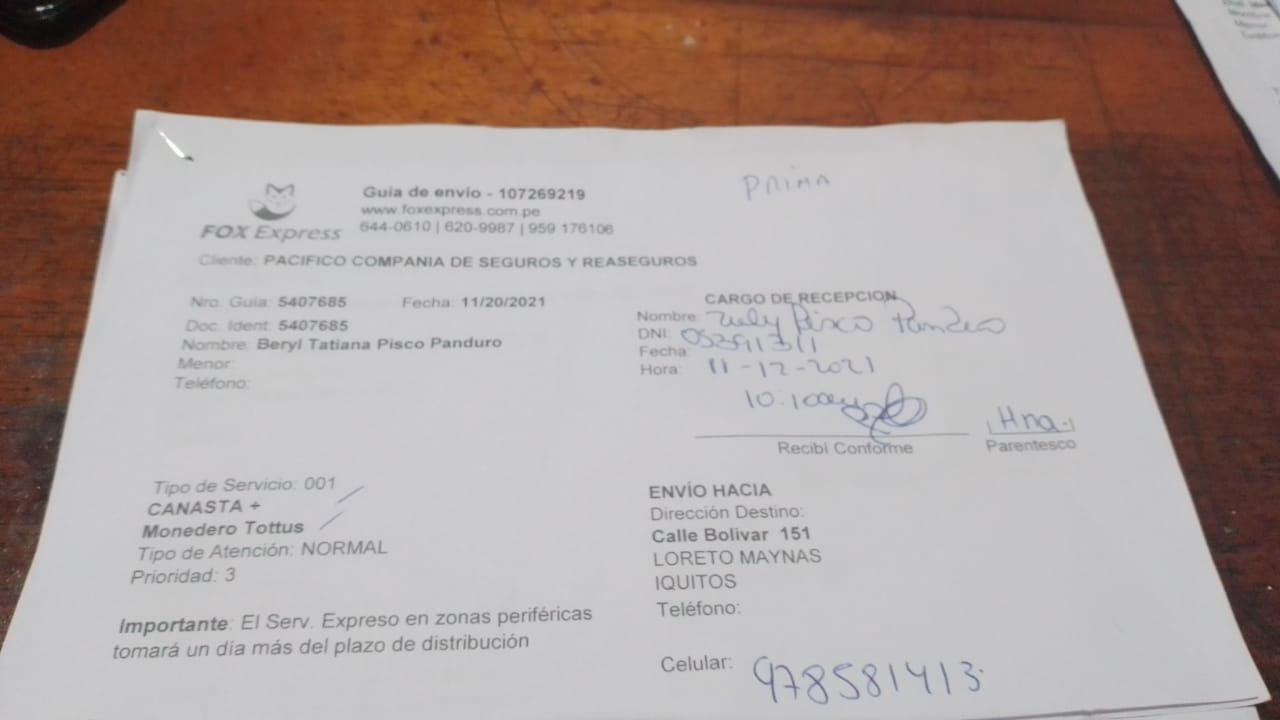 PRIMA
Guia de envio - 107269219
www.foxexpress.com.pe
FOX Express
644-0610 | 620-9987 | 959 176106
Cliente: PACIFICO COMPANIA DE SEGUROS Y REASEGUROS
Nro. Guia: 5407685 Fecha: 11/20/2021
Doc. Ident: 5407685
Nombre: Beryl Tatiana Pisco Panduro
Menor:
Teléfono:
CARGO DE RECEPCION
Nombre: Zuly Pisco Panduro
DNI: 05391311
Fecha: 11-12-2021
Hora: 10:10am
Hna.
Recibí Conforme Parentesco
Tipo de Servicio: 001
CANASTA +
Monedero Tottus
Tipo de Atención: NORMAL
Prioridad: 3
Importante: El Serv. Expreso en zonas periféricas
tomará un día más del plazo de distribución
ENVÍO HACIA
Dirección Destino:
Calle Bolivar 151
LORETO MAYNAS
IQUITOS
Teléfono:
Celular: 978581413